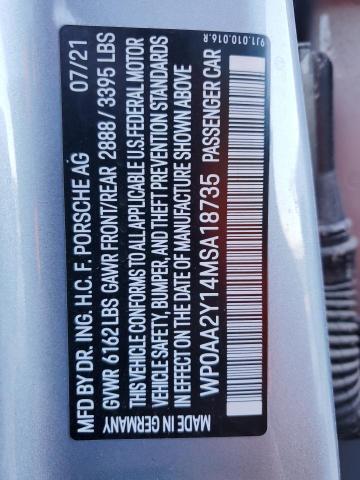 9J1.010.016.R
MFD BY DR. ING. H.C. F. PORSCHE AG 07/21
GVWR 6162 LBS GAWR FRONT/REAR 2888 / 3395 LBS
THIS VEHICLE CONFORMS TO ALL APPLICABLE U.S. FEDERAL MOTOR
VEHICLE SAFETY, BUMPER, AND THEFT PREVENTION STANDARDS
IN EFFECT ON THE DATE OF MANUFACTURE SHOWN ABOVE
WP0AA2Y14MSA18735 PASSENGER CAR
MADE IN GERMANY